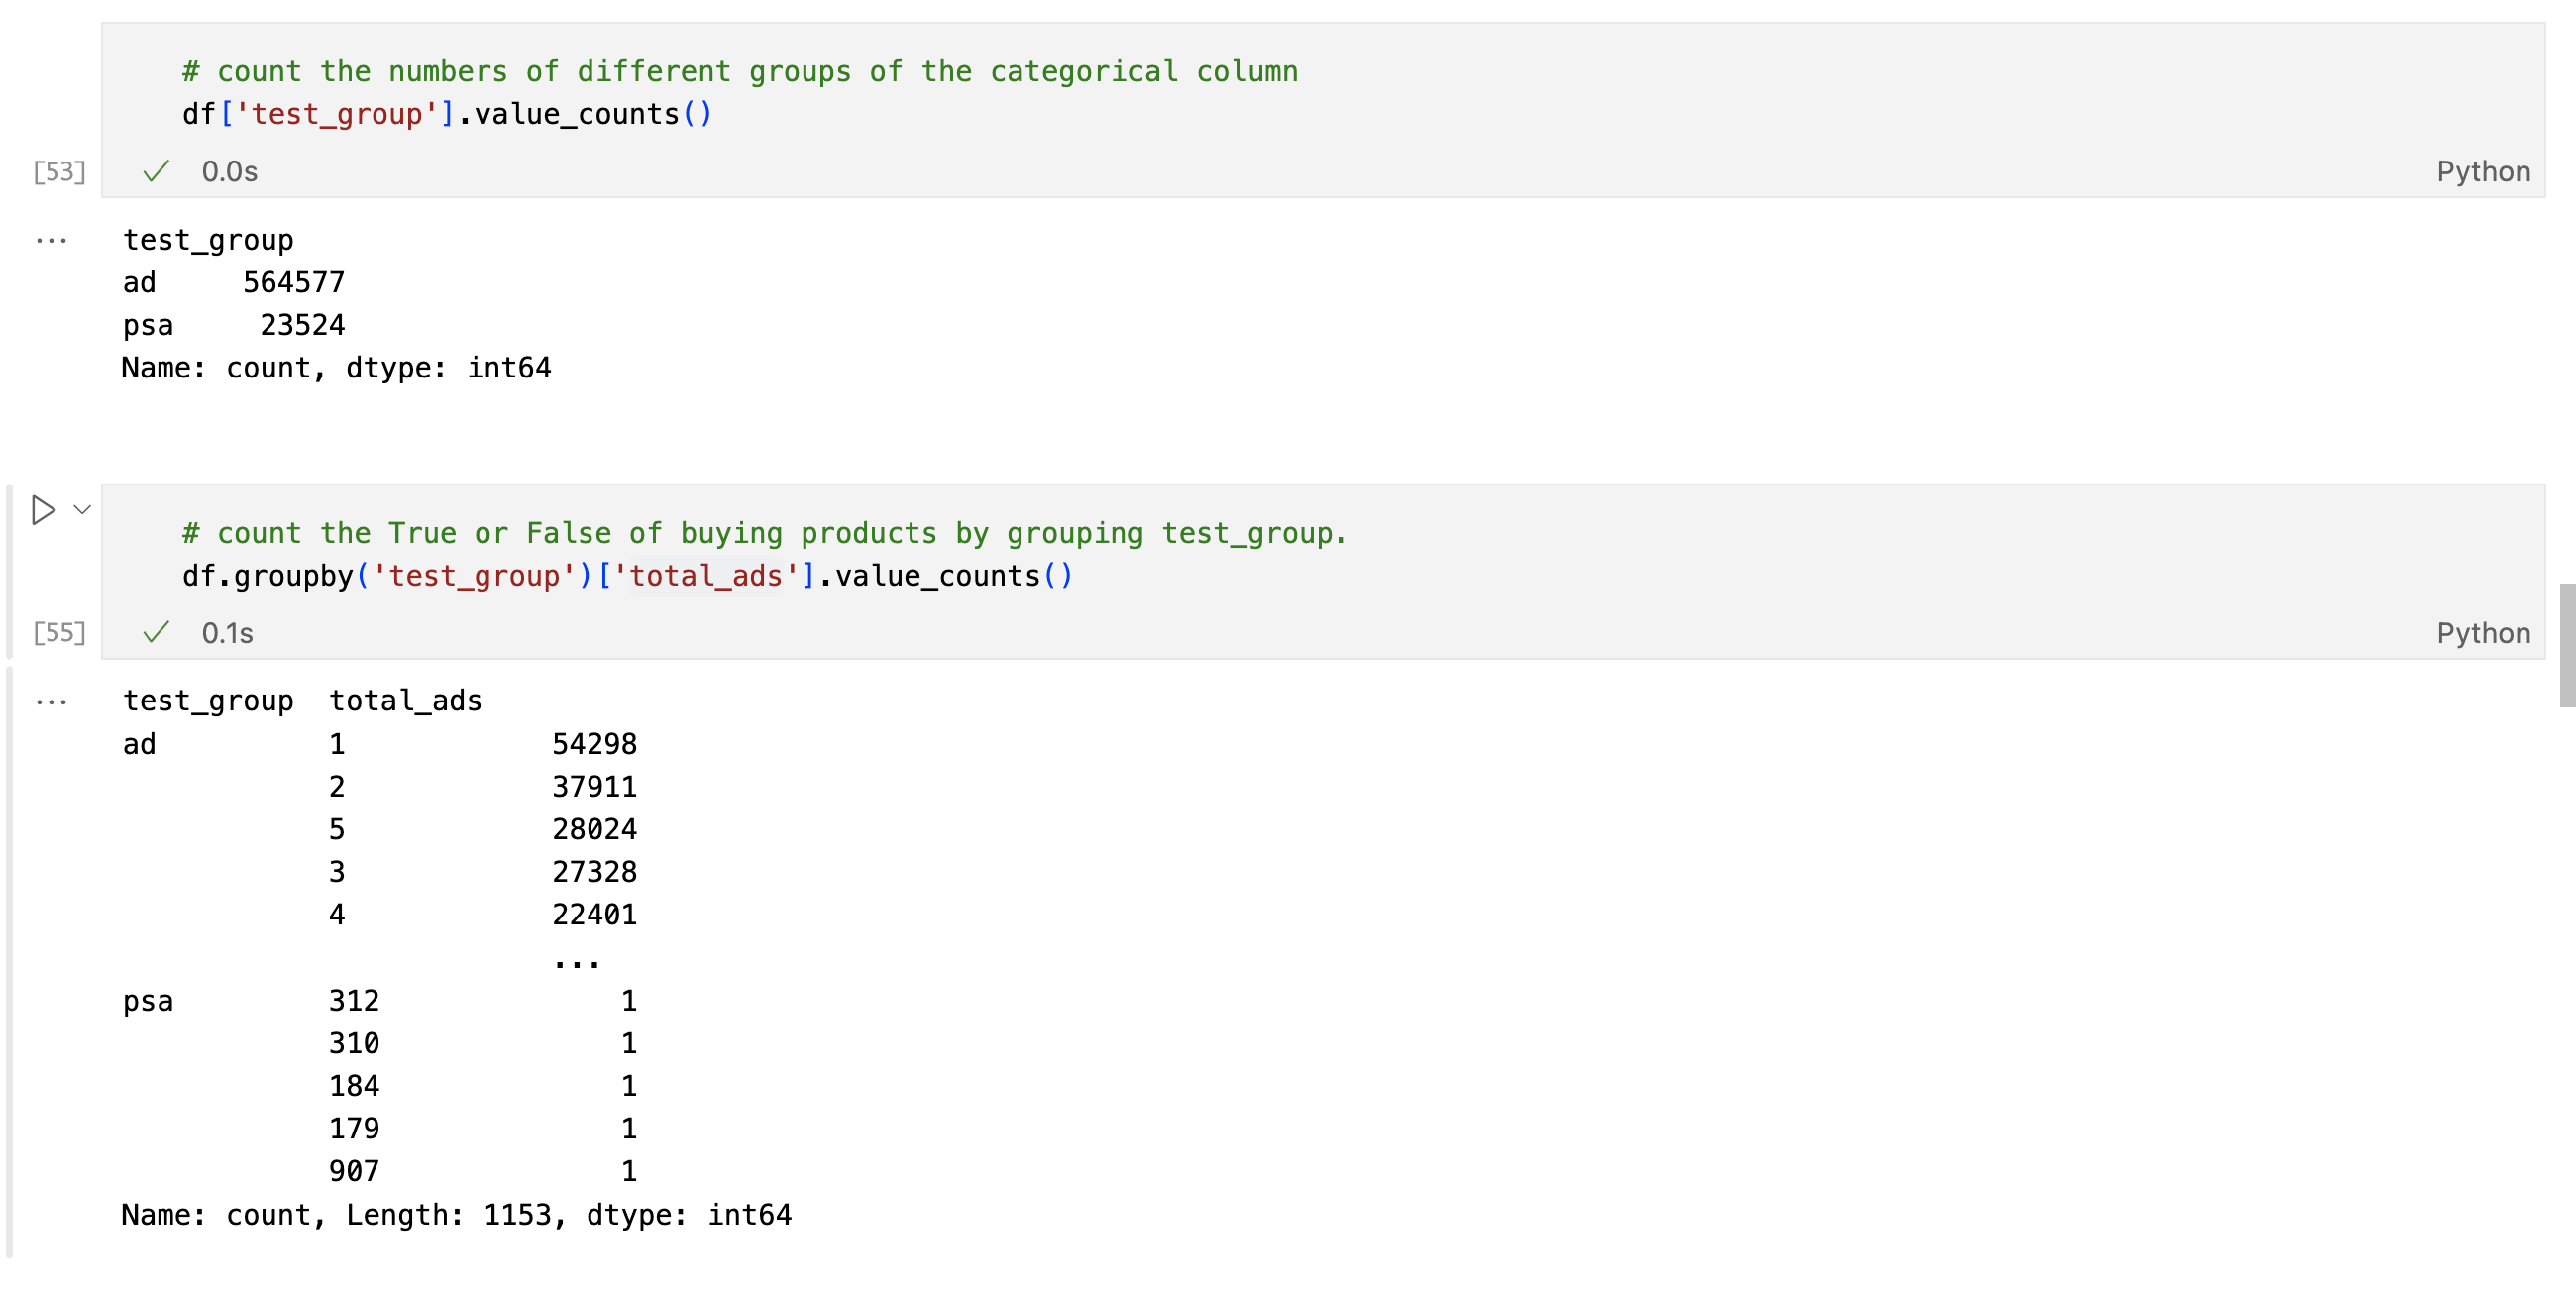 # count the numbers of different groups of the categorical column
df['test_group'].value_counts()
[53] 0.0s Python
... test_group
ad 564577
psa 23524
Name: count, dtype: int64
# count the True or False of buying products by grouping test_group.
df.groupby('test_group')['total_ads'].value_counts()
[55] 0.1s Python
... test_group total_ads
ad 1 54298
2 37911
5 28024
3 27328
4 22401
...
psa 312 1
310 1
184 1
179 1
907 1
Name: count, Length: 1153, dtype: int64